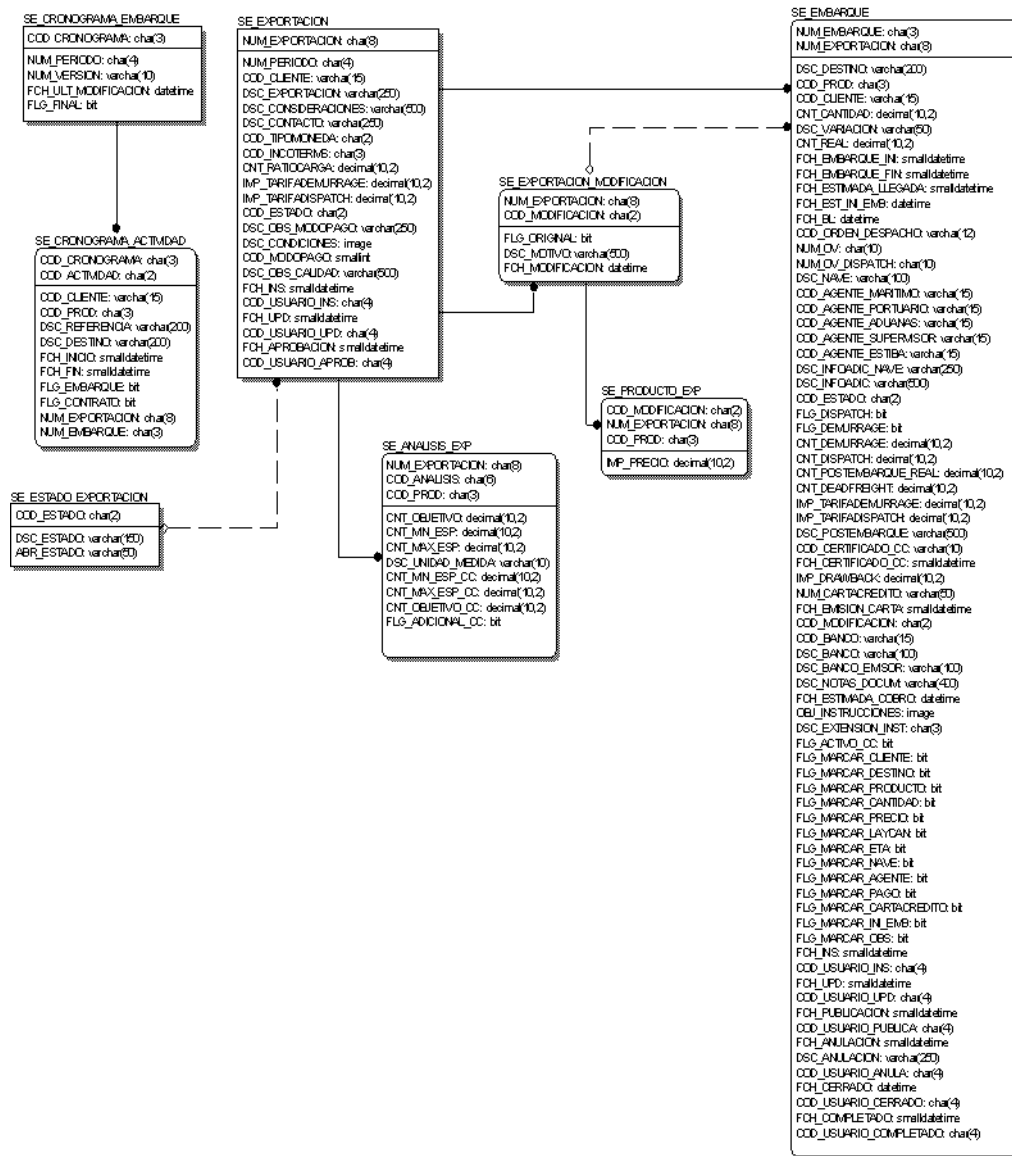 SE_CRONOGRAMA_EMBARQUE
COD CRONOGRAMA: char(3)
NUM_PERIODO: char(4)
NUM_VERSION: varchar(10)
FCH_ULT_MODIFICACION: datetime
FLG_FINAL: bit
SE_CRONOGRAMA_ACTIVIDAD
COD_CRONOGRAMA: char(3)
COD_ACTIVIDAD: char(2)
COD_CLIENTE: varchar(15)
COD_PROD: char(3)
DSC_REFERENCIA: varchar(200)
DSC_DESTINO: varchar(200)
FCH_INICIO: smalldatetime
FCH_FIN: smalldatetime
FLG_EMBARQUE: bit
FLG_CONTRATO: bit
NUM_EXPORTACION: char(8)
NUM_EMBARQUE: char(3)
SE_ESTADO_EXPORTACION
COD_ESTADO: char(2)
DSC_ESTADO: varchar(150)
ABR_ESTADO: varchar(50)
SE_EXPORTACION
NUM_EXPORTACION: char(8)
NUM_PERIODO: char(4)
COD_CLIENTE: varchar(15)
DSC_EXPORTACION: varchar(250)
DSC_CONSIDERACIONES: varchar(500)
DSC_CONTACTO: varchar(250)
COD_TIPOMONEDA: char(2)
COD_INCOTERMS: char(3)
CNT_RATIOCARGA: decimal(10,2)
IMP_TARIFADEMURRAGE: decimal(10,2)
IMP_TARIFADISPATCH: decimal(10,2)
COD_ESTADO: char(2)
DSC_OBS_MODOPAGO: varchar(250)
DSC_CONDICIONES: image
COD_MODOPAGO: smallint
DSC_OBS_CALIDAD: varchar(500)
FCH_INS: smalldatetime
COD_USUARIO_INS: char(4)
FCH_UPD: smalldatetime
COD_USUARIO_UPD: char(4)
FCH_APROBACION: smalldatetime
COD_USUARIO_APROB: char(4)
SE_ANALISIS_EXP
NUM_EXPORTACION: char(8)
COD_ANALISIS: char(6)
COD_PROD: char(3)
CNT_OBJETIVO: decimal(10,2)
CNT_MIN_ESP: decimal(10,2)
CNT_MAX_ESP: decimal(10,2)
DSC_UNIDAD_MEDIDA: varchar(10)
CNT_MIN_ESP_CC: decimal(10,2)
CNT_MAX_ESP_CC: decimal(10,2)
CNT_OBJETIVO_CC: decimal(10,2)
FLG_ADICIONAL_CC: bit
SE_EXPORTACION_MODIFICACION
NUM_EXPORTACION: char(8)
COD_MODIFICACION: char(2)
FLG_ORIGINAL: bit
DSC_MOTIVO: varchar(500)
FCH_MODIFICACION: datetime
SE_PRODUCTO_EXP
COD_MODIFICACION: char(2)
NUM_EXPORTACION: char(8)
COD_PROD: char(3)
IMP_PRECIO: decimal(10,2)
SE_EMBARQUE
NUM_EMBARQUE: char(3)
NUM_EXPORTACION: char(8)
DSC_DESTINO: varchar(200)
COD_PROD: char(3)
COD_CLIENTE: varchar(15)
CNT_CANTIDAD: decimal(10,2)
DSC_VARIACION: varchar(50)
CNT_REAL: decimal(10,2)
FCH_EMBARQUE_INI: smalldatetime
FCH_EMBARQUE_FIN: smalldatetime
FCH_ESTIMADA_LLEGADA: smalldatetime
FCH_EST_INI_EMB: datetime
FCH_BL: datetime
COD_ORDEN_DESPACHO: varchar(12)
NUM_OV: char(10)
NUM_OV_DISPATCH: char(10)
DSC_NAVE: varchar(100)
COD_AGENTE_MARITIMO: varchar(15)
COD_AGENTE_PORTUARIO: varchar(15)
COD_AGENTE_ADUANAS: varchar(15)
COD_AGENTE_SUPERVISOR: varchar(15)
COD_AGENTE_ESTIBA: varchar(15)
DSC_INFOADIC_NAVE: varchar(250)
DSC_INFOADIC: varchar(500)
COD_ESTADO: char(2)
FLG_DISPATCH: bit
FLG_DEMURRAGE: bit
CNT_DEMURRAGE: decimal(10,2)
CNT_DISPATCH: decimal(10,2)
CNT_POSTEMBARQUE_REAL: decimal(10,2)
CNT_DEADFREIGHT: decimal(10,2)
IMP_TARIFADEMURRAGE: decimal(10,2)
IMP_TARIFADISPATCH: decimal(10,2)
DSC_POSTEMBARQUE: varchar(500)
COD_CERTIFICADO_CC: varchar(10)
FCH_CERTIFICADO_CC: smalldatetime
IMP_DRAWBACK: decimal(10,2)
NUM_CARTACREDITO: varchar(50)
FCH_EMISION_CARTA: smalldatetime
COD_MODIFICACION: char(2)
COD_BANCO: varchar(15)
DSC_BANCO: varchar(100)
DSC_BANCO_EMISOR: varchar(100)
DSC_NOTAS_DOCUM: varchar(400)
FCH_ESTIMADA_COBRO: datetime
OBJ_INSTRUCCIONES: image
DSC_EXTENSION_INST: char(3)
FLG_ACTIVO_CC: bit
FLG_MARCAR_CLIENTE: bit
FLG_MARCAR_DESTINO: bit
FLG_MARCAR_PRODUCTO: bit
FLG_MARCAR_CANTIDAD: bit
FLG_MARCAR_PRECIO: bit
FLG_MARCAR_LAYCAN: bit
FLG_MARCAR_ETA: bit
FLG_MARCAR_NAVE: bit
FLG_MARCAR_AGENTE: bit
FLG_MARCAR_PAGO: bit
FLG_MARCAR_CARTACREDITO: bit
FLG_MARCAR_INI_EMB: bit
FLG_MARCAR_OBS: bit
FCH_INS: smalldatetime
COD_USUARIO_INS: char(4)
FCH_UPD: smalldatetime
COD_USUARIO_UPD: char(4)
FCH_PUBLICACION: smalldatetime
COD_USUARIO_PUBLICA: char(4)
FCH_ANULACION: smalldatetime
DSC_ANULACION: varchar(250)
COD_USUARIO_ANULA: char(4)
FCH_CERRADO: datetime
COD_USUARIO_CERRADO: char(4)
FCH_COMPLETADO: smalldatetime
COD_USUARIO_COMPLETADO: char(4)